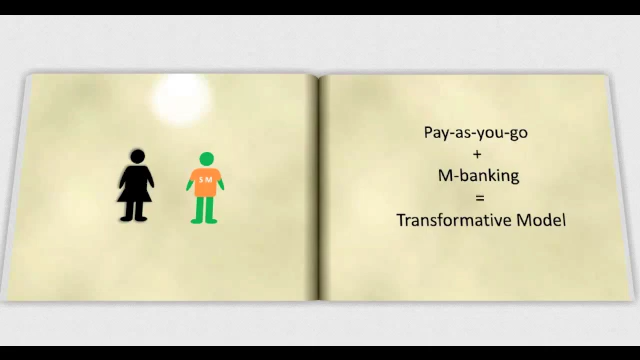 S M
Pay-as-you-go
+
M-banking
=
Transformative Model